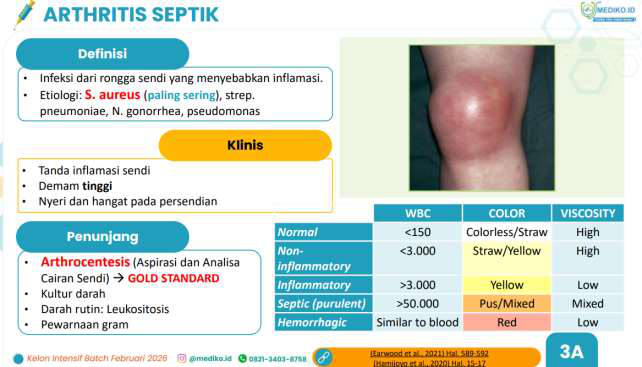 ARTHRITIS SEPTIK
MEDIKO.ID
Definisi
• Infeksi dari rongga sendi yang menyebabkan inflamasi.
• Etiologi: S. aureus (paling sering), strep.
pneumoniae, N. gonorrhea, pseudomonas
Klinis
• Tanda inflamasi sendi
• Demam tinggi
• Nyeri dan hangat pada persendian
Penunjang
• Arthrocentesis (Aspirasi dan Analisa
Cairan Sendi) → GOLD STANDARD
• Kultur darah
• Darah rutin: Leukositosis
• Pewarnaan gram
WBC COLOR VISCOSITY
Normal <150 Colorless/Straw High
Non-
inflammatory <3.000 Straw/Yellow High
Inflammatory >3.000 Yellow Low
Septic (purulent) >50.000 Pus/Mixed Mixed
Hemorrhagic Similar to blood Red Low
Kelan Intensif Batch Februari 2026 @mediko.id 0821-3403-8758
(Earwood et al., 2021) Hal. 589-592
(Hamijoyo et al., 2020) Hal. 15-17
3A